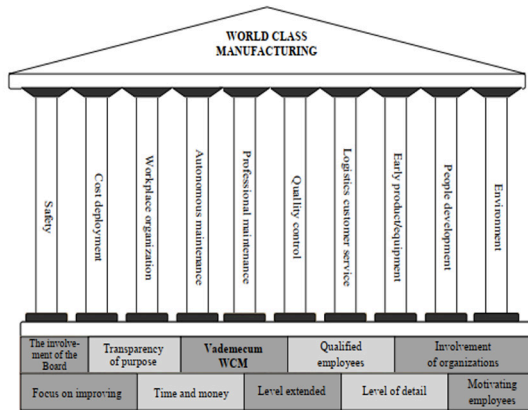 WORLD CLASS
MANUFACTURING
Safety
Cost deployment
Workplace organization
Autonomous maintenance
Professional maintenance
Quallity control
Logistics customer service
Early product/equipment
People development
Environment
The involve-
ment of the
Board
Transparency
of purpose
Vademecum
WCM
Qualified
employees
Involvement
of organizations
Focus on improving
Time and money
Level extended
Level of detail
Motivating
employees